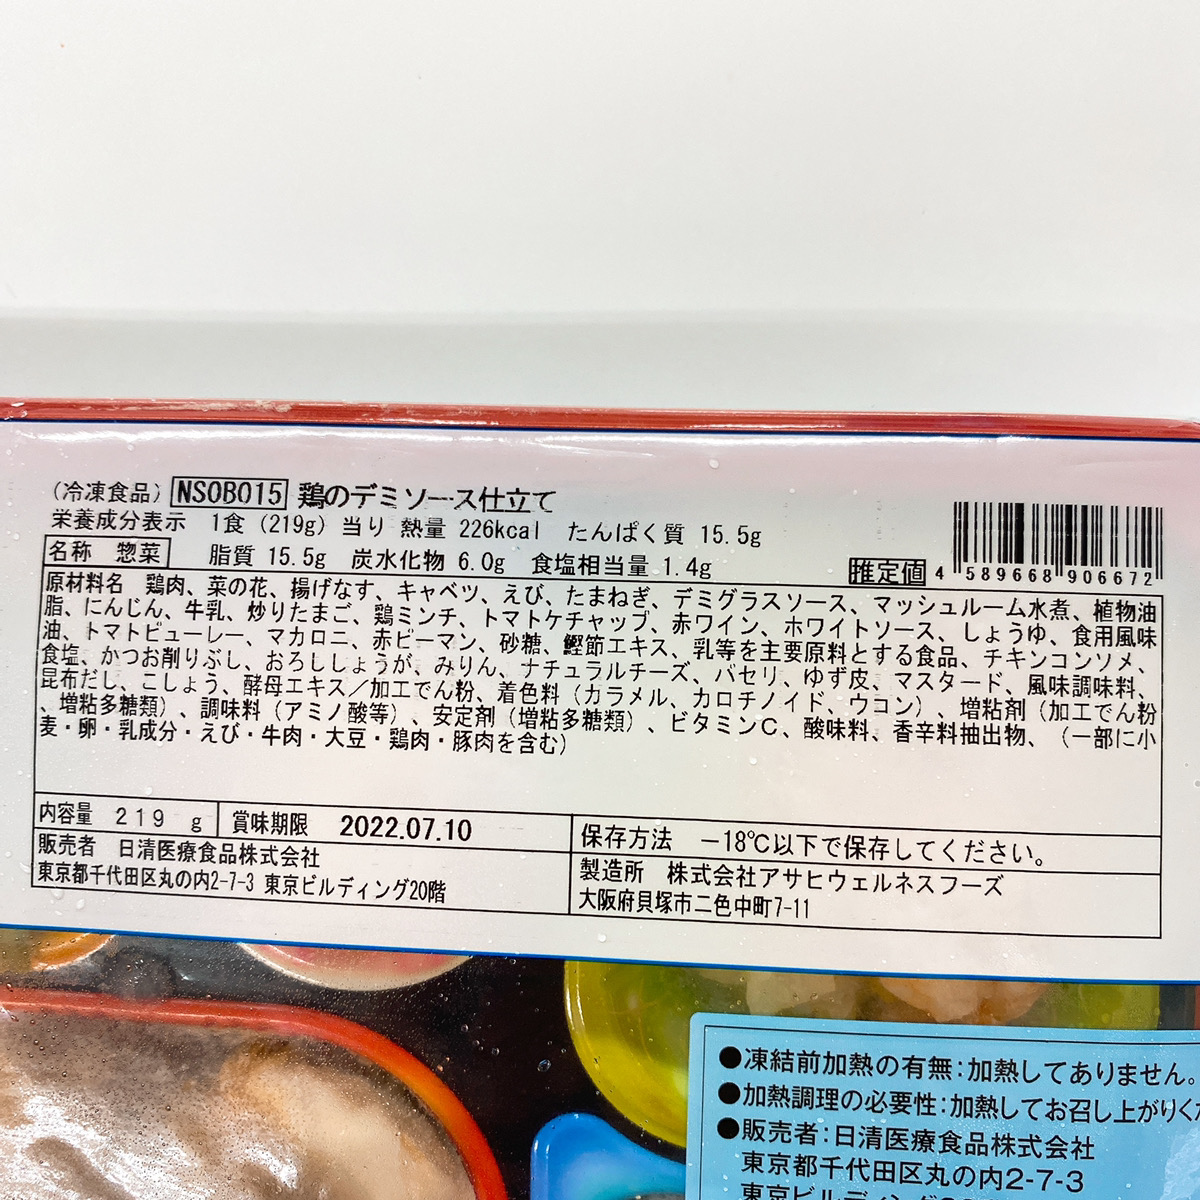 (冷凍食品) NSOB015 鶏のデミソース仕立て
栄養成分表示 1食 (219g) 当り 熱量 226kcal たんぱく質 15.5g
名称 惣菜 脂質 15.5g 炭水化物 6.0g 食塩相当量 1.4g 推定値 4 589668 906672
原材料名 鶏肉、菜の花、揚げなす、キャベツ、えび、たまねぎ、デミグラスソース、マッシュルーム水煮、植物油
脂、にんじん、牛乳、炒りたまご、鶏ミンチ、トマトケチャップ、赤ワイン、ホワイトソース、しょうゆ、食用風味
油、トマトピューレー、マカロニ、赤ピーマン、砂糖、鰹節エキス、乳等を主要原料とする食品、チキンコンソメ、
食塩、かつお削りぶし、おろししょうが、みりん、ナチュラルチーズ、パセリ、ゆず皮、マスタード、風味調味料、
昆布だし、こしょう、酵母エキス/加工でん粉、着色料 (カラメル、カロチノイド、ウコン) 、増粘剤 (加工でん粉
、増粘多糖類) 、調味料 (アミノ酸等) 、安定剤 (増粘多糖類) 、ビタミンC、酸味料、香辛料抽出物、 (一部に小
麦・卵・乳成分・えび・牛肉・大豆・鶏肉・豚肉を含む)
内容量 219 g 賞味期限 2022.07.10
保存方法 -18℃以下で保存してください。
販売者 日清医療食品株式会社
東京都千代田区丸の内2-7-3 東京ビルディング20階
製造所 株式会社アサヒウェルネスフーズ
大阪府貝塚市二色中町7-11
●凍結前加熱の有無:加熱してありません。
●加熱調理の必要性:加熱してお召し上がりくだ
●販売者:日清医療食品株式会社
東京都千代田区丸の内2-7-3
東京ビルディング